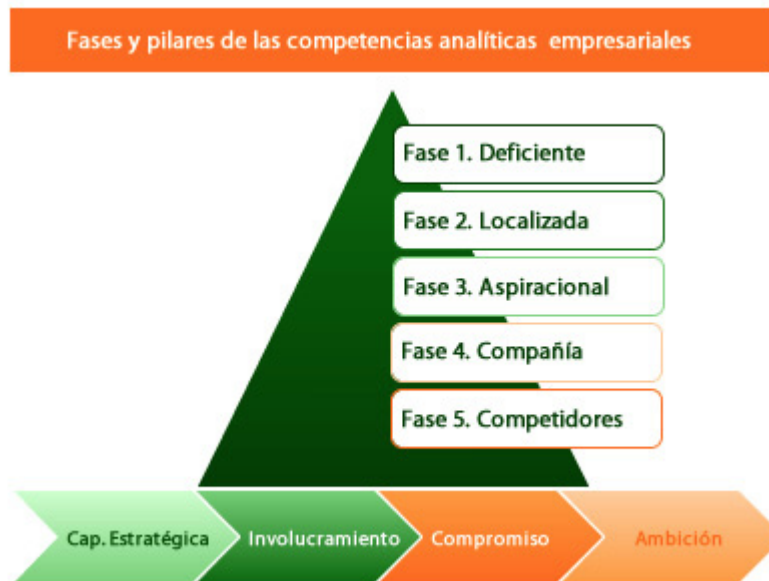 Fases y pilares de las competencias analíticas empresariales
Fase 1. Deficiente
Fase 2. Localizada
Fase 3. Aspiracional
Fase 4. Compañía
Fase 5. Competidores
Cap. Estratégica
Involucramiento
Compromiso
Ambición